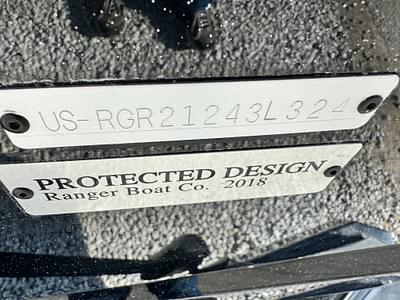 US-RGR21243L324
PROTECTED DESIGN
Ranger Boat Co. 2018